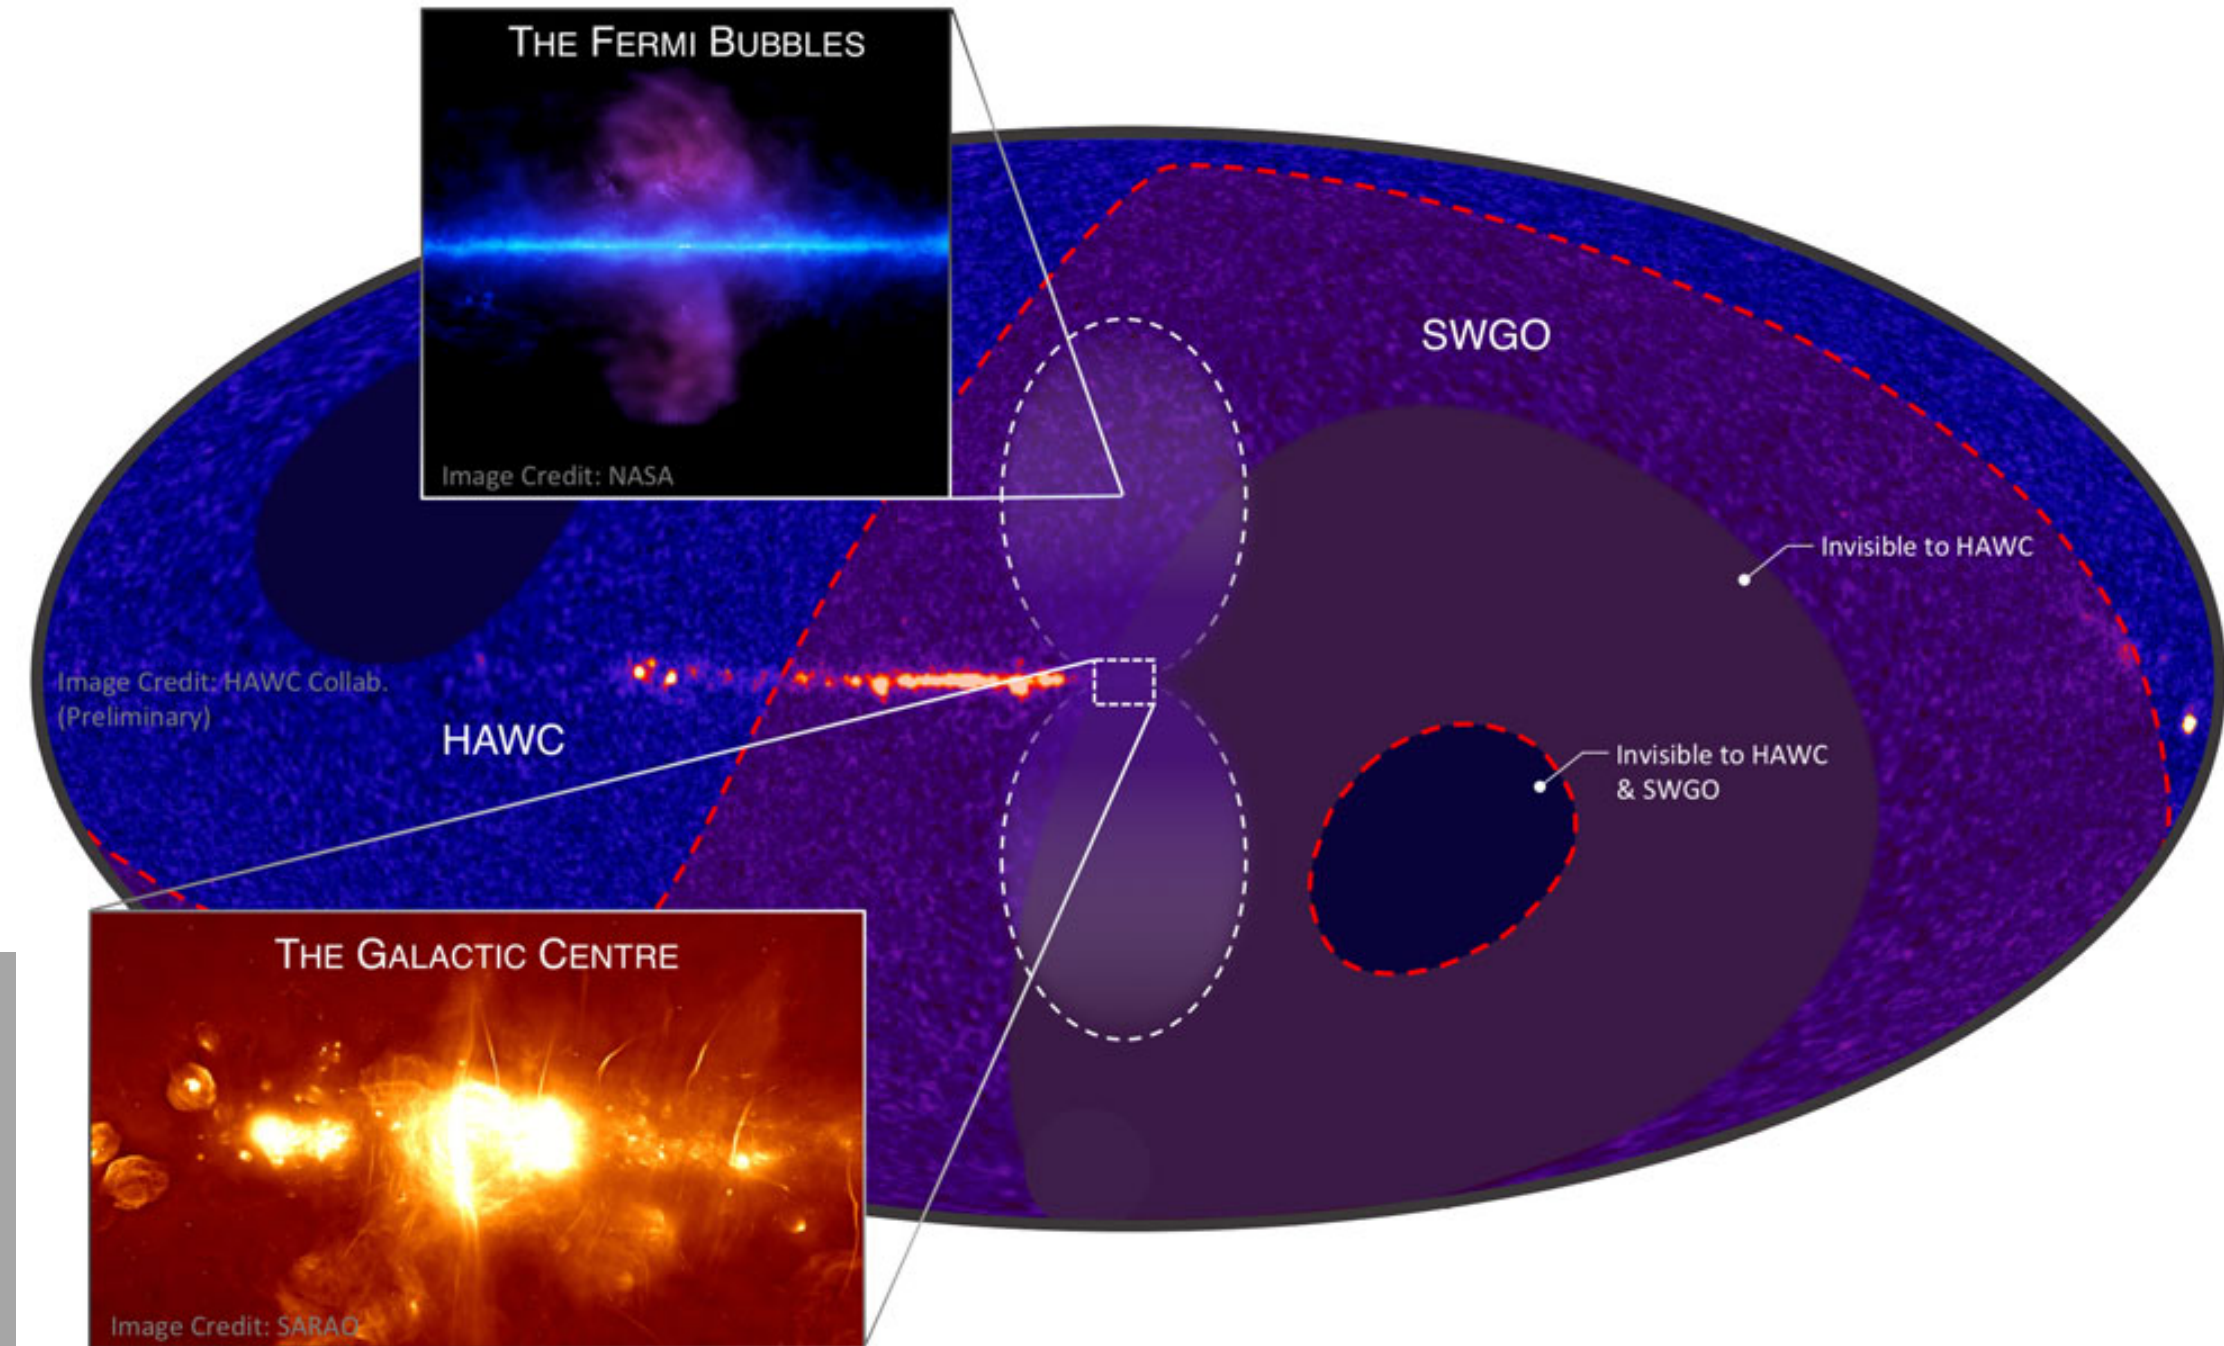 THE FERMI BUBBLES
Image Credit: NASA
SWGO
Invisible to HAWC
Image Credit: HAWC Collab.
(Preliminary)
HAWC
Invisible to HAWC
& SWGO
THE GALACTIC CENTRE
Image Credit: SARAO